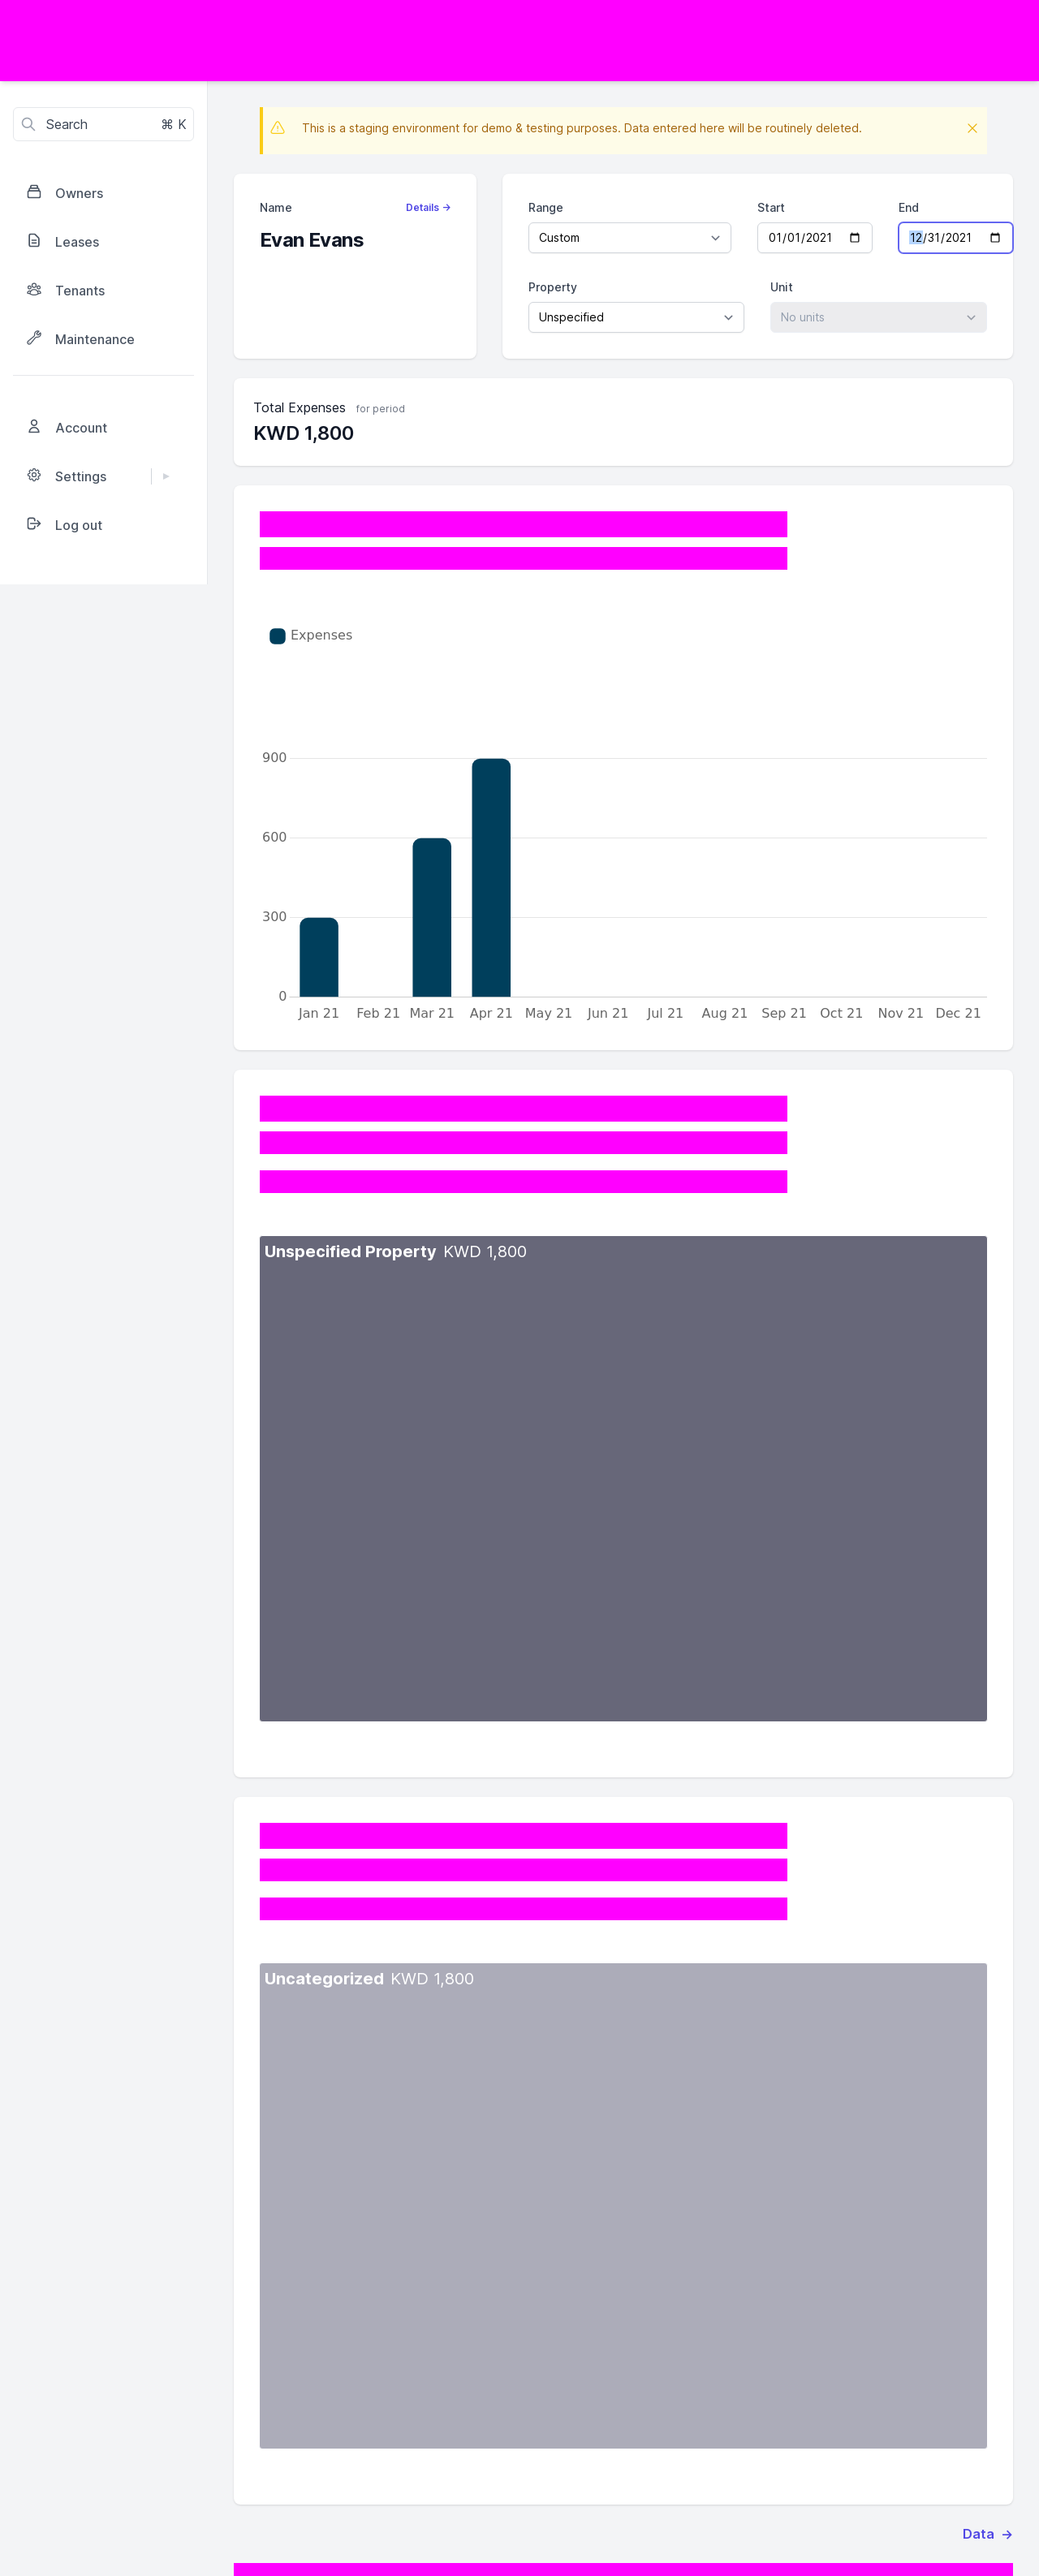 Search ⌘ K
Owners
Leases
Tenants
Maintenance
Account
Settings
Log out
This is a staging environment for demo & testing purposes. Data entered here will be routinely deleted.
Name Details →
Evan Evans
Range Start End
Custom 01/01/2021 12/31/2021
Property Unit
Unspecified No units
Total Expenses for period
KWD 1,800
Expenses
900
600
300
0
Jan 21 Feb 21 Mar 21 Apr 21 May 21 Jun 21 Jul 21 Aug 21 Sep 21 Oct 21 Nov 21 Dec 21
Unspecified Property KWD 1,800
Uncategorized KWD 1,800
Data →